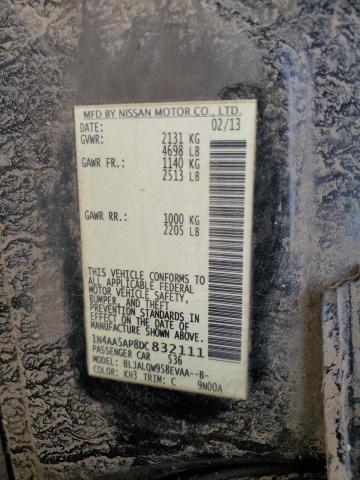 MFD BY NISSAN MOTOR CO., LTD.
DATE: 02/13
GVWR: 2131 KG
4698 LB
GAWR FR.: 1140 KG
2513 LB
GAWR RR.: 1000 KG
2205 LB
THIS VEHICLE CONFORMS TO
ALL APPLICABLE FEDERAL
MOTOR VEHICLE SAFETY,
BUMPER, AND THEFT
PREVENTION STANDARDS IN
EFFECT ON THE DATE OF
MANUFACTURE SHOWN ABOVE.
1N4AA5AP8DC832111
PASSENGER CAR 536
MODEL: BLJALQW958EVAA--B-
COLOR: KH3 TRIM: C 9N00A